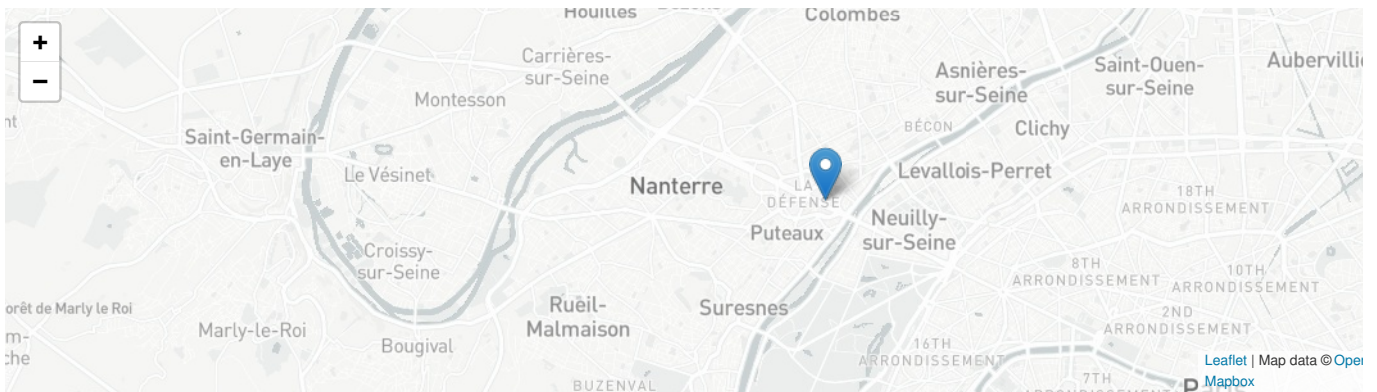 Houilles
Colombes
+
−
Carrières-
sur-Seine
Asnières-
sur-Seine
Saint-Ouen-
sur-Seine
Montesson
BÉCON
Clichy
Saint-Germain-
en-Laye
Le Vésinet
Nanterre
LA
DÉFENSE
Levallois-Perret
18TH
ARRONDISSEMENT
Puteaux
Neuilly-
sur-Seine
Croissy-
sur-Seine
8TH
ARRONDISSEMENT
10TH
ARRONDISSEMENT
orêt de Marly le Roi
Marly-le-Roi
Bougival
Rueil-
Malmaison
Suresnes
2ND
ARRONDISSEMENT
16TH
ARRONDISSEMENT
7TH
ARRONDISSEMENT
BUZENVAL
Leaflet | Map data © Open
Mapbox